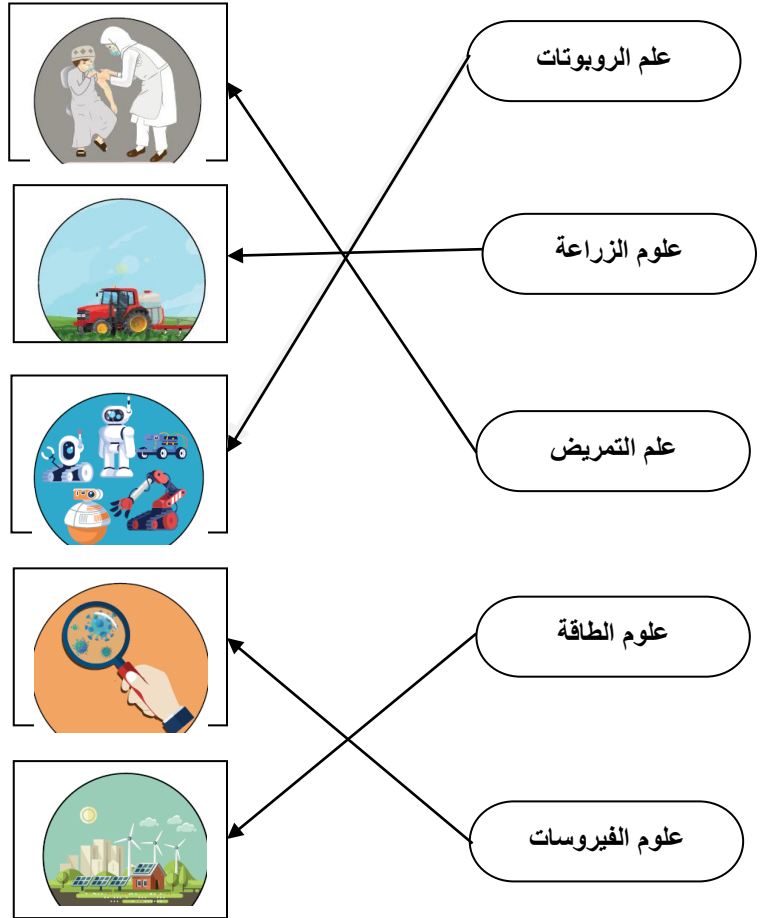 علم الروبوتات
علوم الزراعة
علم التمريض
علوم الطاقة
علوم الفيروسات